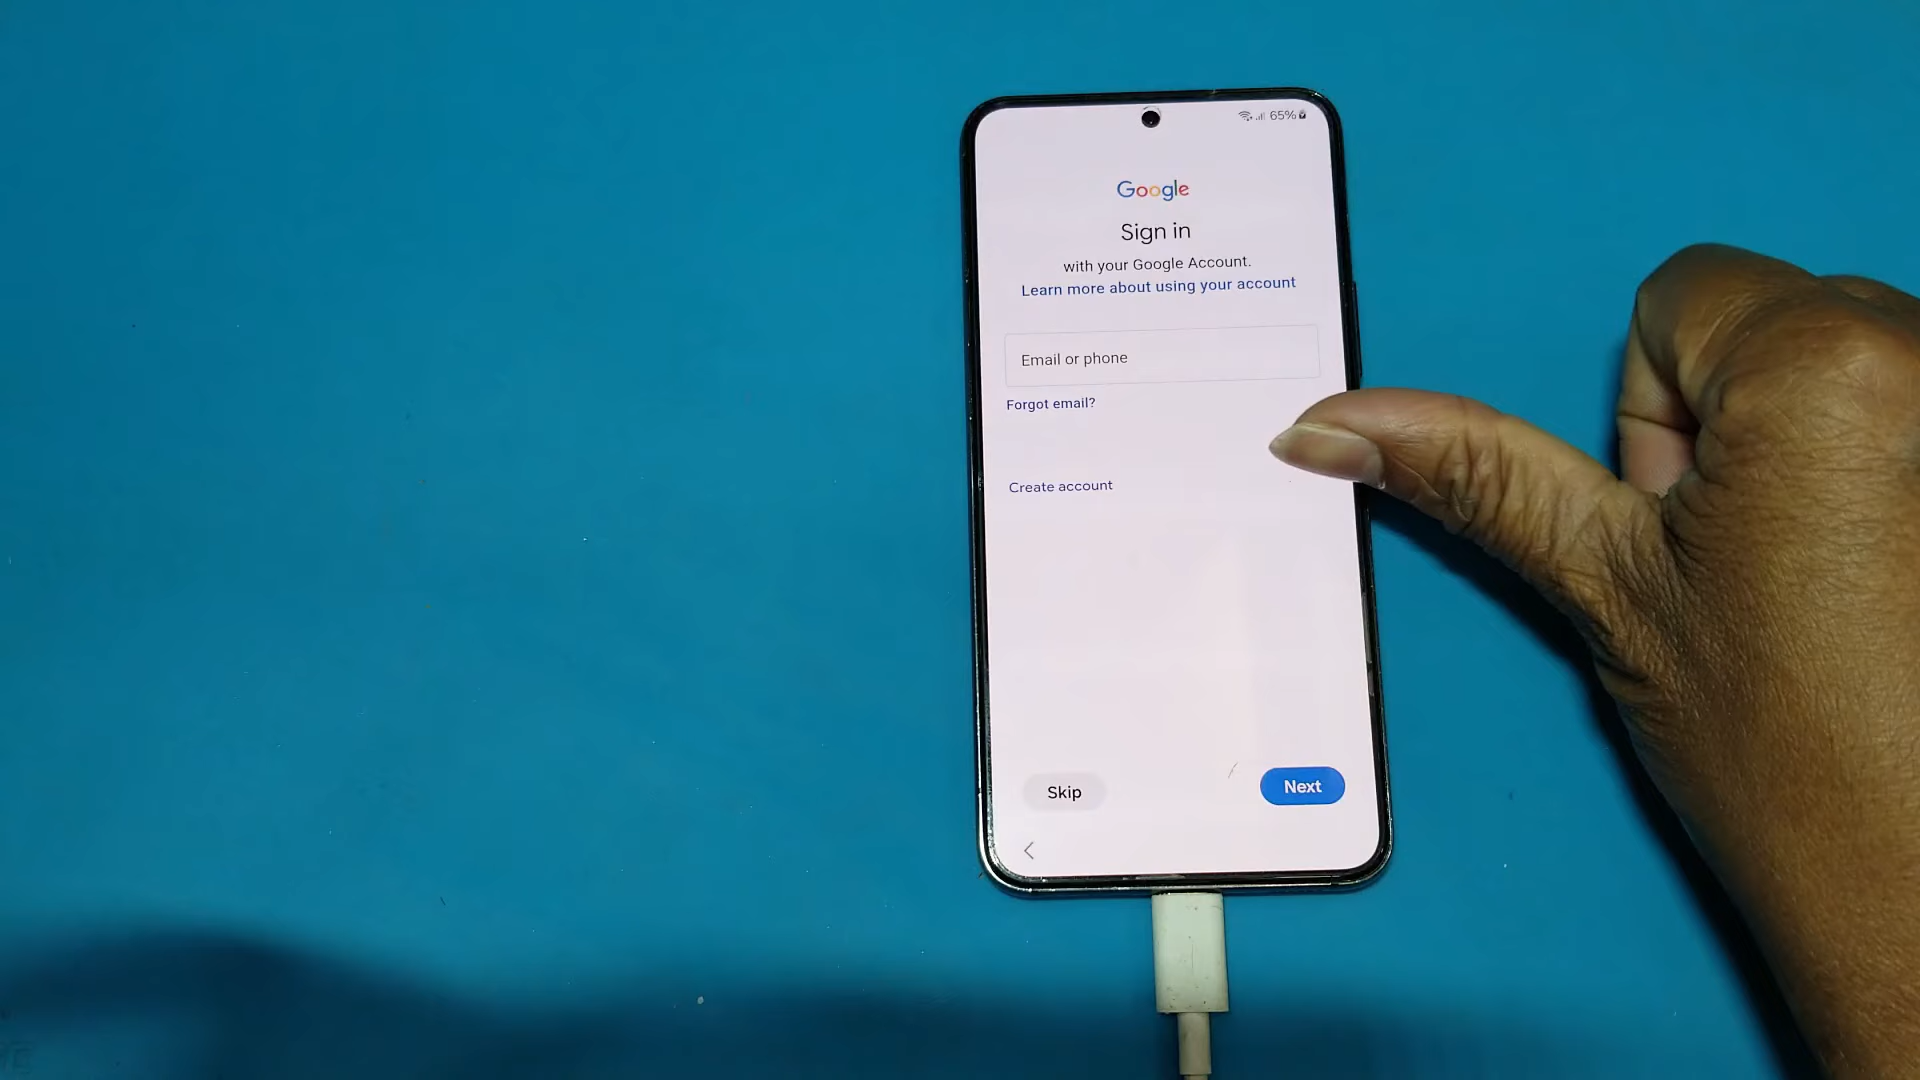 65%
Google
Sign in
with your Google Account.
Learn more about using your account
Email or phone
Forgot email?
Create account
Skip
Next